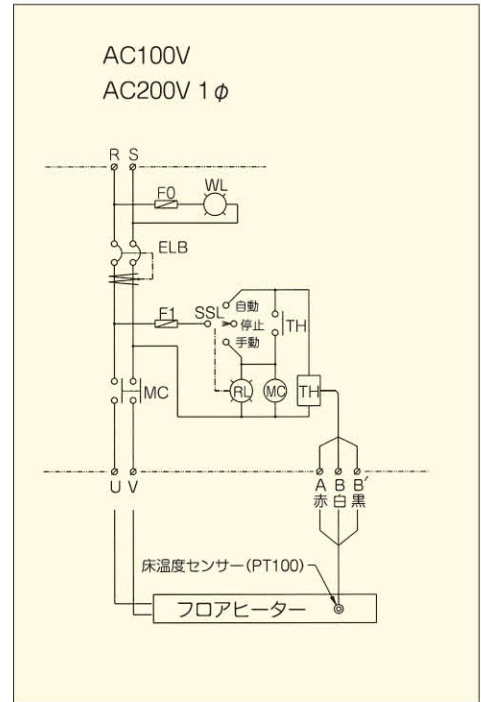 AC100V
AC200V 1φ
R S
F0 WL
ELB
F1 SSL 自動
停止 TH
手動
MC RL MC TH
U V A B B′
赤 白 黒
床温度センサー(PT100)
フロアヒーター